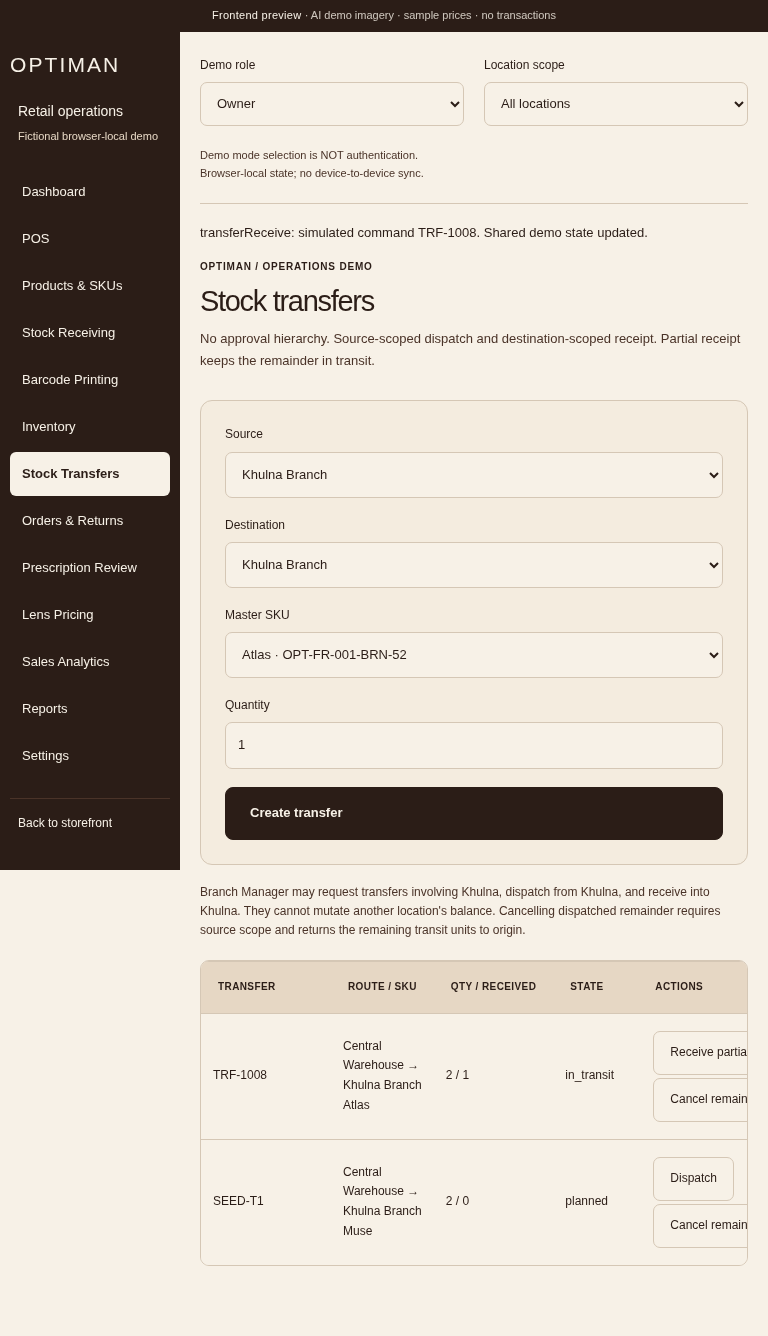 Frontend preview · AI demo imagery · sample prices · no transactions
OPTIMAN
Retail operations
Fictional browser-local demo
Dashboard
POS
Products & SKUs
Stock Receiving
Barcode Printing
Inventory
Stock Transfers
Orders & Returns
Prescription Review
Lens Pricing
Sales Analytics
Reports
Settings
Back to storefront
Demo role
Location scope
Owner
All locations
Demo mode selection is NOT authentication.
Browser-local state; no device-to-device sync.
transferReceive: simulated command TRF-1008. Shared demo state updated.
OPTIMAN / OPERATIONS DEMO
Stock transfers
No approval hierarchy. Source-scoped dispatch and destination-scoped receipt. Partial receipt
keeps the remainder in transit.
Source
Khulna Branch
Destination
Khulna Branch
Master SKU
Atlas · OPT-FR-001-BRN-52
Quantity
1
Create transfer
Branch Manager may request transfers involving Khulna, dispatch from Khulna, and receive into
Khulna. They cannot mutate another location's balance. Cancelling dispatched remainder requires
source scope and returns the remaining transit units to origin.
TRANSFER ROUTE / SKU QTY / RECEIVED STATE ACTIONS
TRF-1008
Central
Warehouse →
Khulna Branch
Atlas
2 / 1
in_transit
Receive partia
Cancel remain
SEED-T1
Central
Warehouse →
Khulna Branch
Muse
2 / 0
planned
Dispatch
Cancel remain